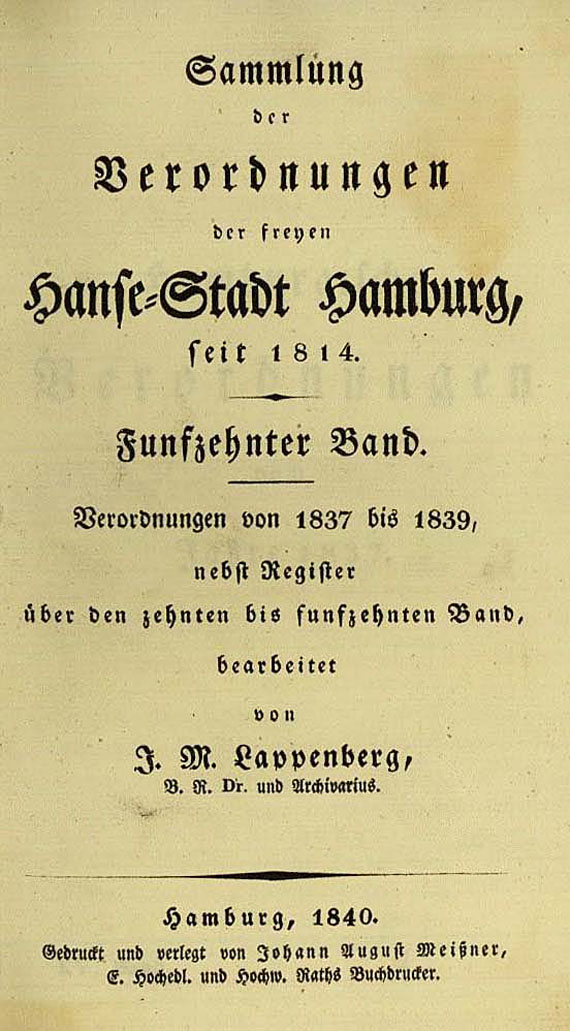 Sammlung
der
Verordnungen
der freyen
Hanse-Stadt Hamburg,
seit 1814.
Funfzehnter Band.
Verordnungen von 1837 bis 1839,
nebst Register
über den zehnten bis funfzehnten Band,
bearbeitet
von
J. M. Lappenberg,
B. R. Dr. und Archivarius.
Hamburg, 1840.
Gedruckt und verlegt von Johann August Meißner,
E. Hochedl. und Hochw. Raths Buchdrucker.